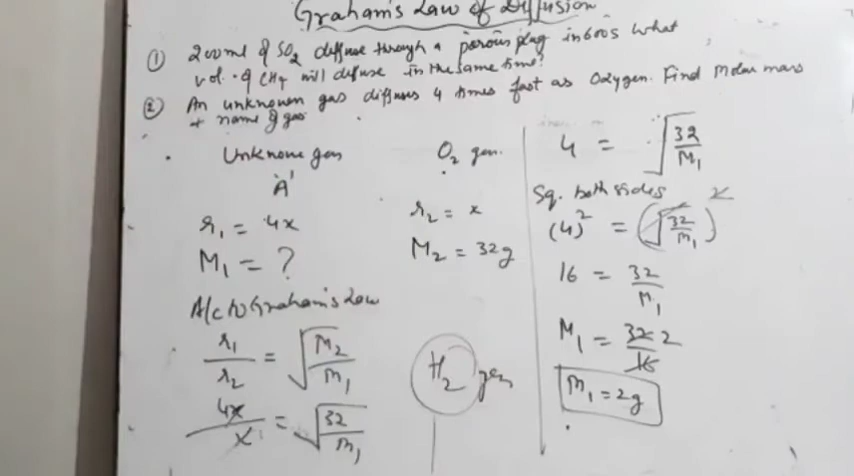 Graham's Law of Diffusion
① 200ml of SO2 diffuse through a porous plug in 600s What
vol. of CH4 will defuse in the same time?
② An unknown gas diffuses 4 times fast as Oxygen. Find Molar mass
+ name of gas
Unknone gas
'A'
r1 = 4x
M1 = ?
A/c to Graham's Law
r1/r2 = √(M2/m1)
4x/x = √(32/m1)
O2 gas.
r2 = x
M2 = 32g
H2 gas
4 = √(32/M1)
Sq. both sides
(4)² = (√(32/m1))²
16 = 32/M1
M1 = 32/16 2
m1 = 2g